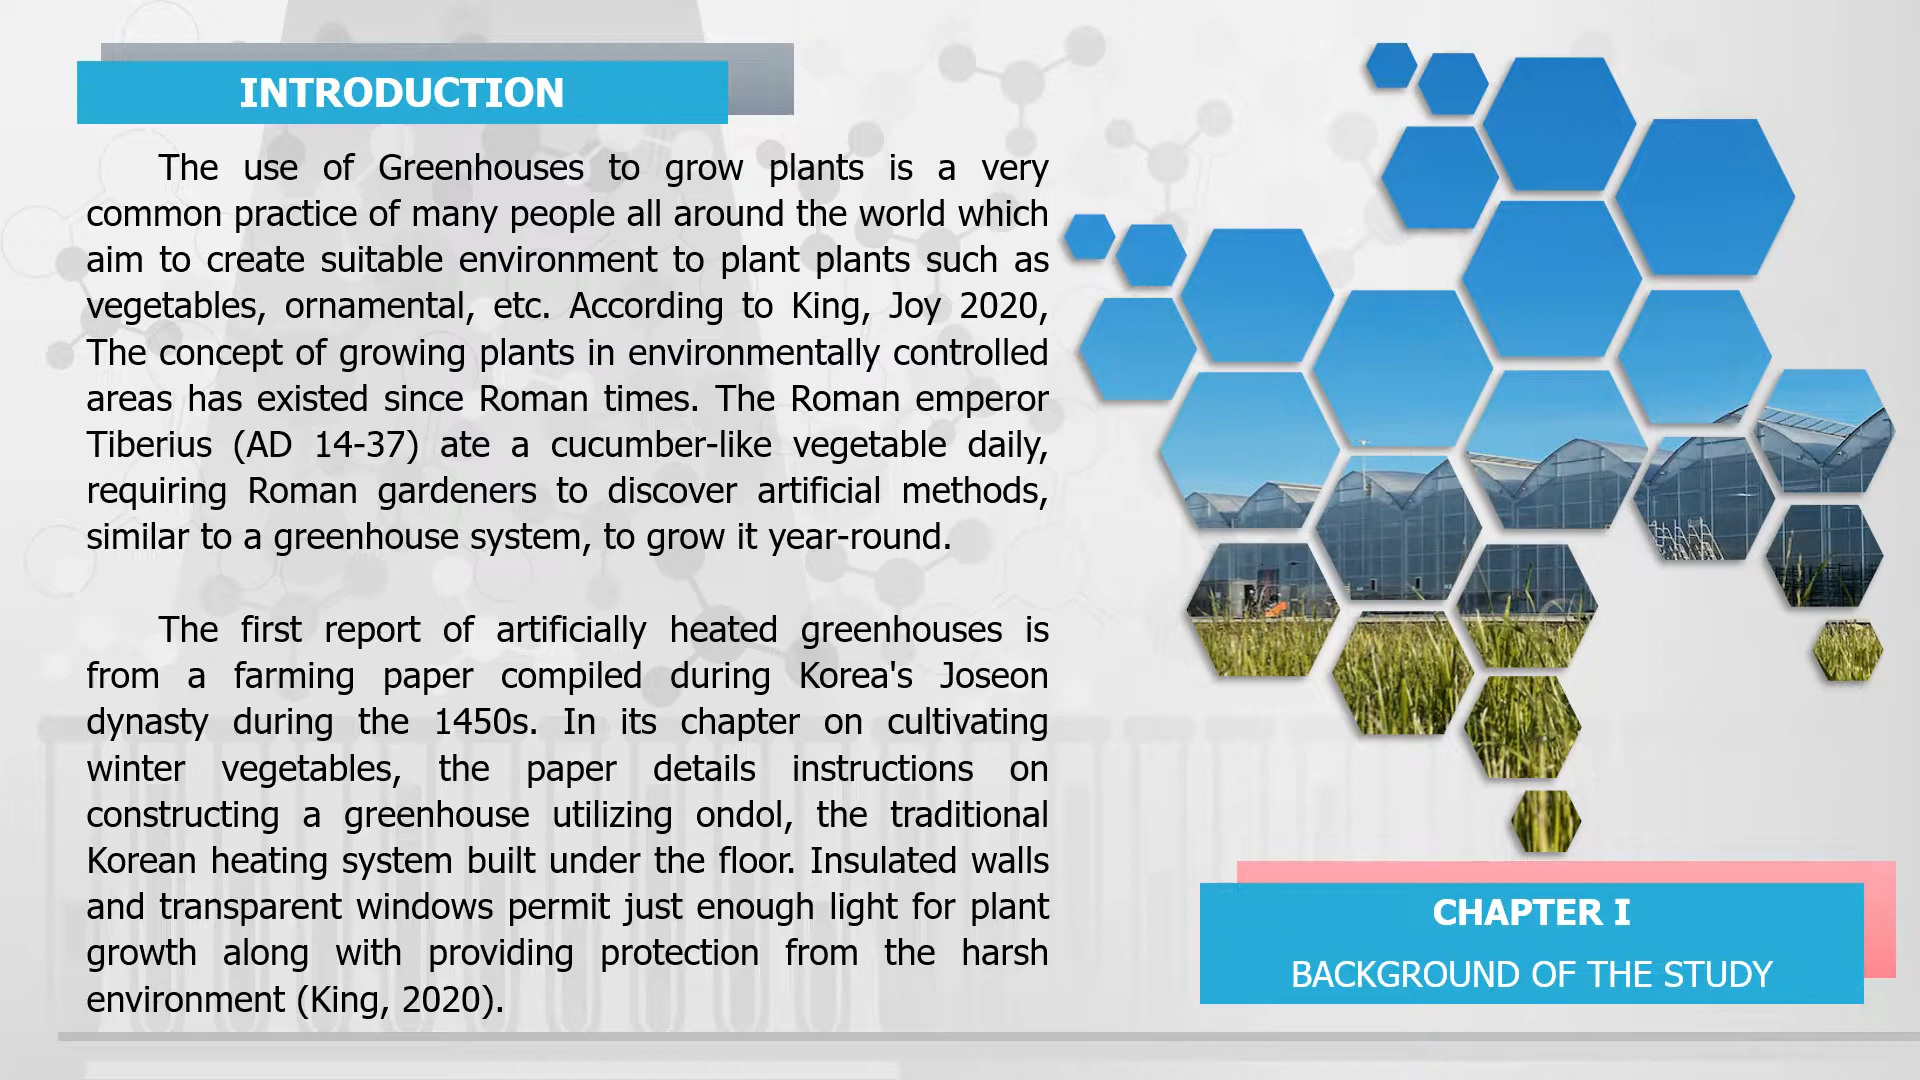 INTRODUCTION
The use of Greenhouses to grow plants is a very
common practice of many people all around the world which
aim to create suitable environment to plant plants such as
vegetables, ornamental, etc. According to King, Joy 2020,
The concept of growing plants in environmentally controlled
areas has existed since Roman times. The Roman emperor
Tiberius (AD 14-37) ate a cucumber-like vegetable daily,
requiring Roman gardeners to discover artificial methods,
similar to a greenhouse system, to grow it year-round.
The first report of artificially heated greenhouses is
from a farming paper compiled during Korea's Joseon
dynasty during the 1450s. In its chapter on cultivating
winter vegetables, the paper details instructions on
constructing a greenhouse utilizing ondol, the traditional
Korean heating system built under the floor. Insulated walls
and transparent windows permit just enough light for plant
growth along with providing protection from the harsh
environment (King, 2020).
CHAPTER I
BACKGROUND OF THE STUDY